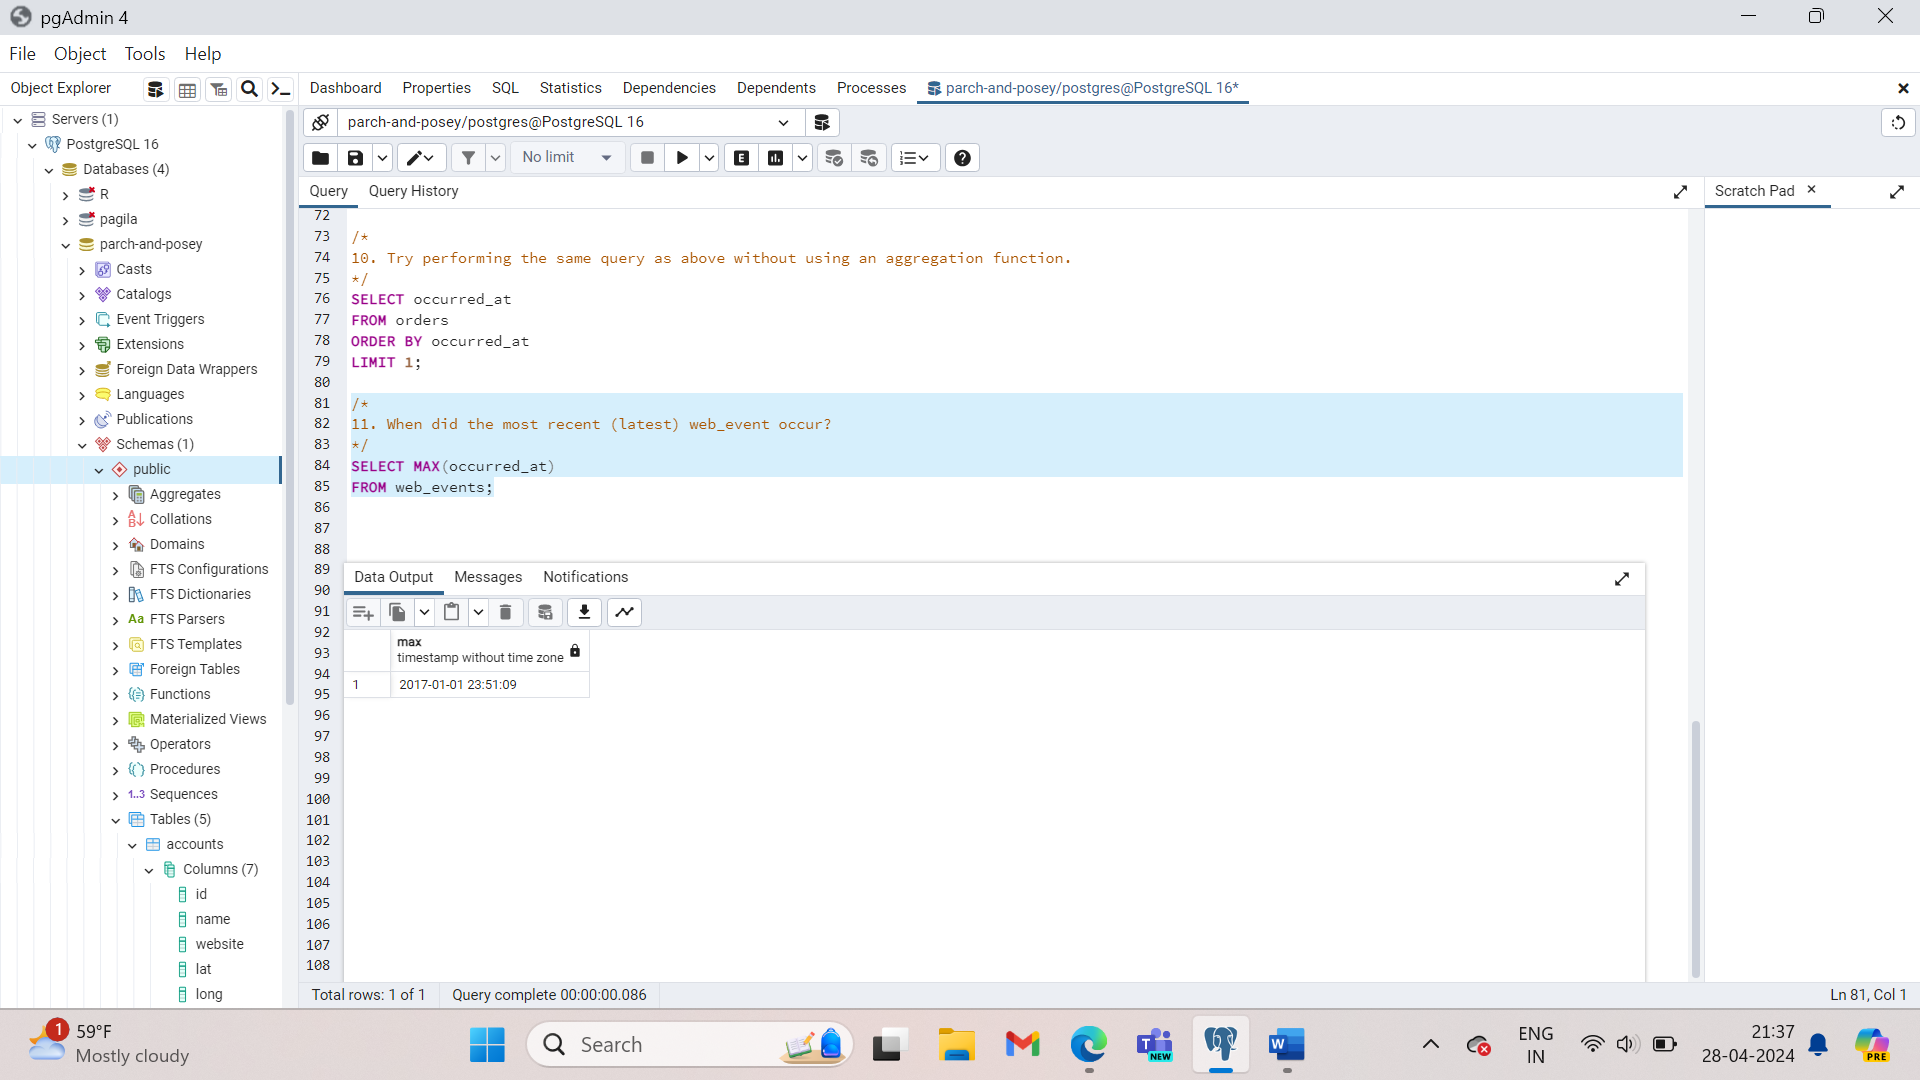 pgAdmin 4
File Object Tools Help
Object Explorer
Dashboard Properties SQL Statistics Dependencies Dependents Processes parch-and-posey/postgres@PostgreSQL 16*
parch-and-posey/postgres@PostgreSQL 16
No limit
E
Query Query History
Scratch Pad
Servers (1)
PostgreSQL 16
Databases (4)
R
pagila
parch-and-posey
Casts
Catalogs
Event Triggers
Extensions
Foreign Data Wrappers
Languages
Publications
Schemas (1)
public
Aggregates
Collations
Domains
FTS Configurations
FTS Dictionaries
Aa FTS Parsers
FTS Templates
Foreign Tables
Functions
Materialized Views
Operators
Procedures
1..3 Sequences
Tables (5)
accounts
Columns (7)
id
name
website
lat
long
72
73 /*
74 10. Try performing the same query as above without using an aggregation function.
75 */
76 SELECT occurred_at
77 FROM orders
78 ORDER BY occurred_at
79 LIMIT 1;
80
81 /*
82 11. When did the most recent (latest) web_event occur?
83 */
84 SELECT MAX(occurred_at)
85 FROM web_events;
86
87
88
89
90
91
92
93
94
95
96
97
98
99
100
101
102
103
104
105
106
107
108
Data Output Messages Notifications
max
timestamp without time zone
1 2017-01-01 23:51:09
Total rows: 1 of 1 Query complete 00:00:00.086 Ln 81, Col 1
1
59°F
Mostly cloudy
Search
T
NEW
W
ENG
IN
21:37
28-04-2024
PRE